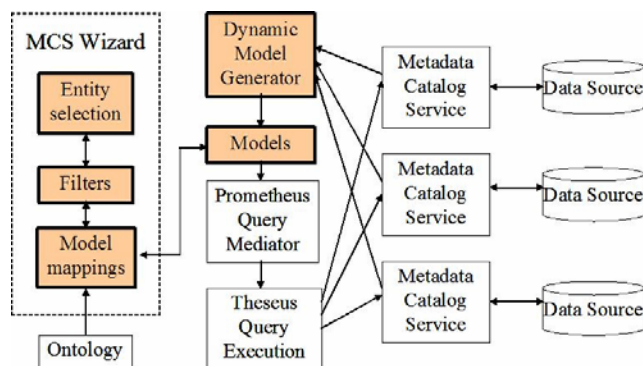 MCS Wizard
Entity
selection
Filters
Model
mappings
Ontology
Dynamic
Model
Generator
Models
Prometheus
Query
Mediator
Theseus
Query
Execution
Metadata
Catalog
Service
Data Source
Metadata
Catalog
Service
Data Source
Metadata
Catalog
Service
Data Source